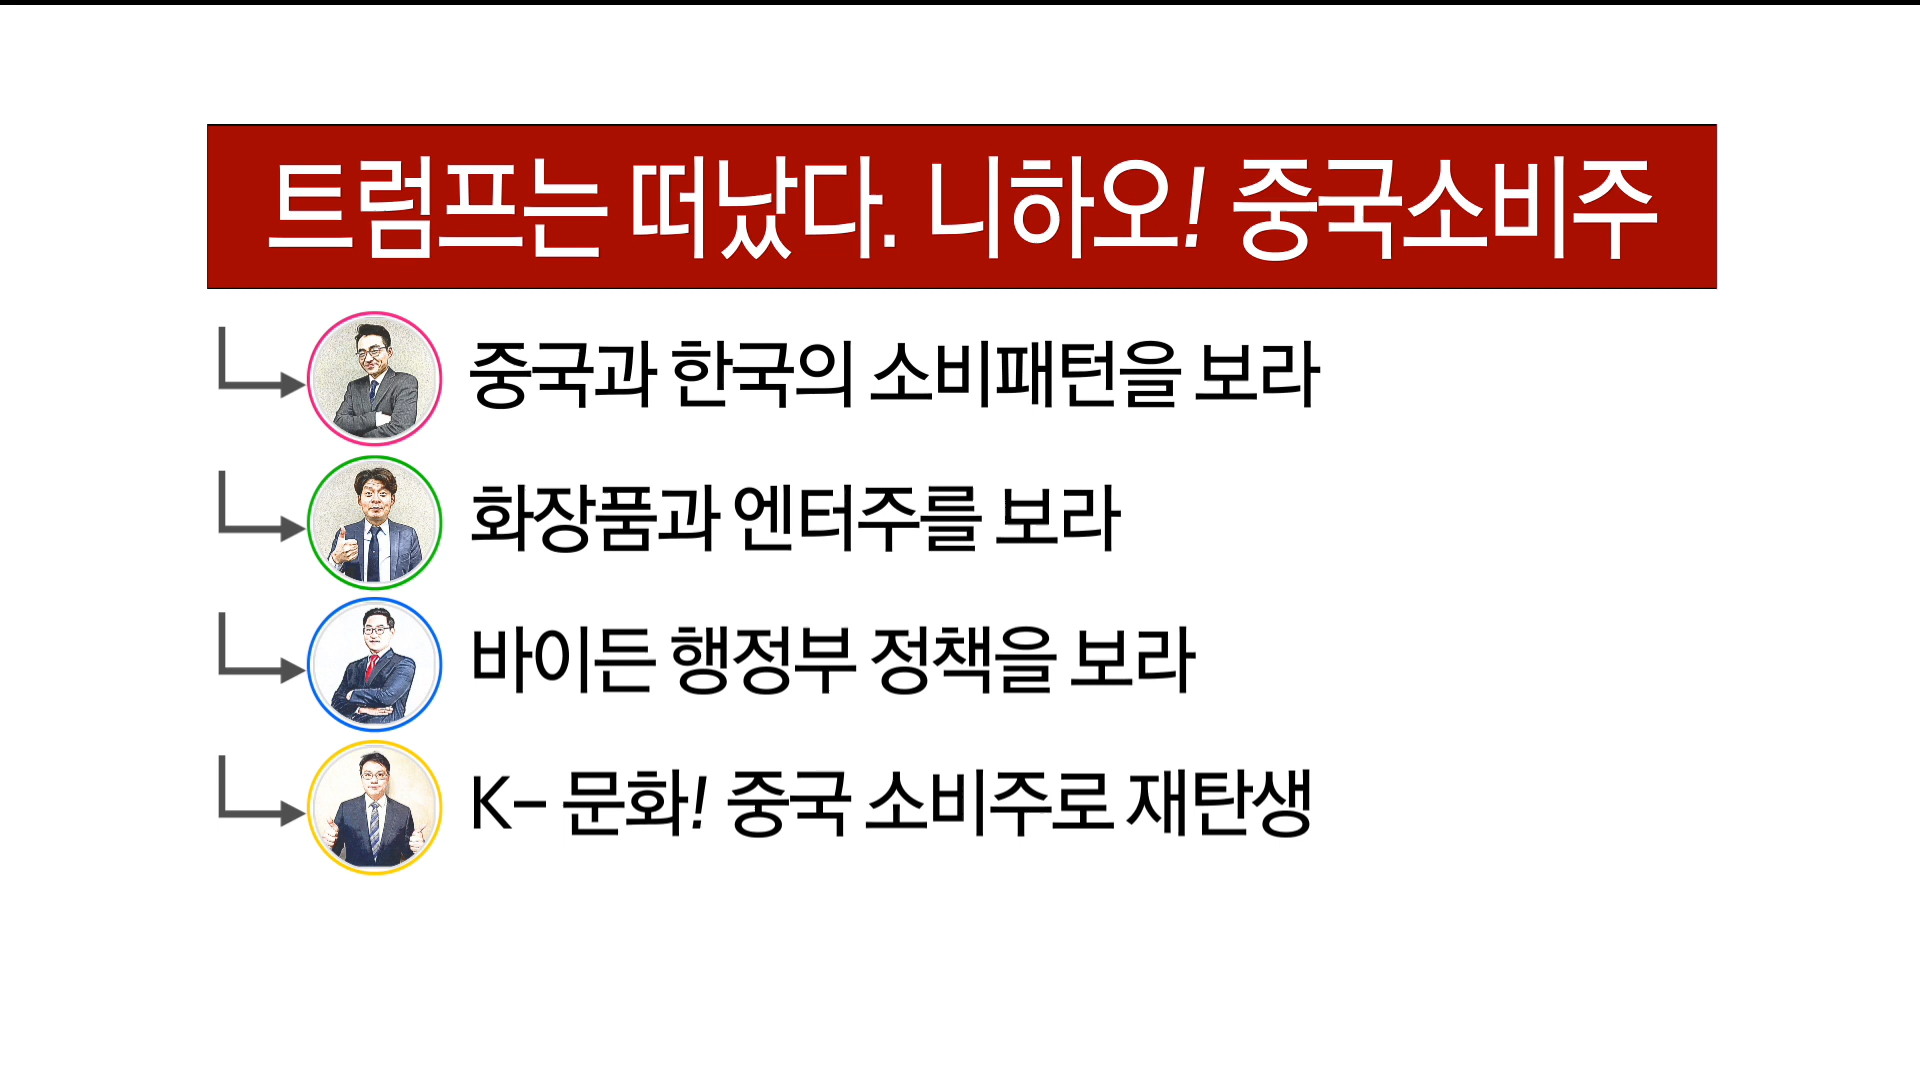 트럼프는 떠났다. 니하오! 중국소비주
중국과 한국의 소비패턴을 보라
화장품과 엔터주를 보라
바이든 행정부 정책을 보라
K- 문화! 중국 소비주로 재탄생